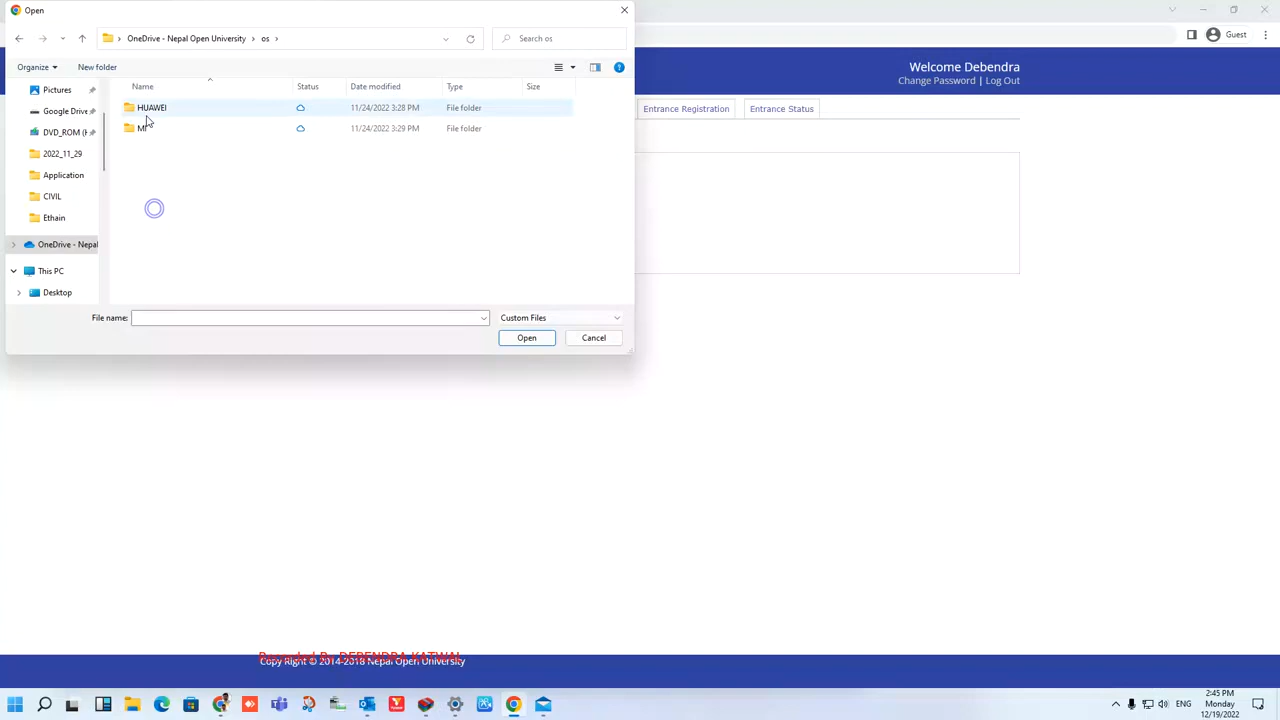 Open
OneDrive - Nepal Open University > os >
Search os
Guest
Organize
New folder
Welcome Debendra
Change Password | Log Out
Name Status Date modified Type Size
Entrance Registration
Entrance Status
Pictures
Google Drive
DVD_ROM (
2022_11_29
Application
CIVIL
Ethain
OneDrive - Nepal
This PC
Desktop
HUAWEI 11/24/2022 3:28 PM File folder
11/24/2022 3:29 PM File folder
File name:
Custom Files
Open
Cancel
Recorded By DEBENDRA KATWAL
Copy Right © 2014-2018 Nepal Open University
ENG
2:45 PM
Monday
12/19/2022